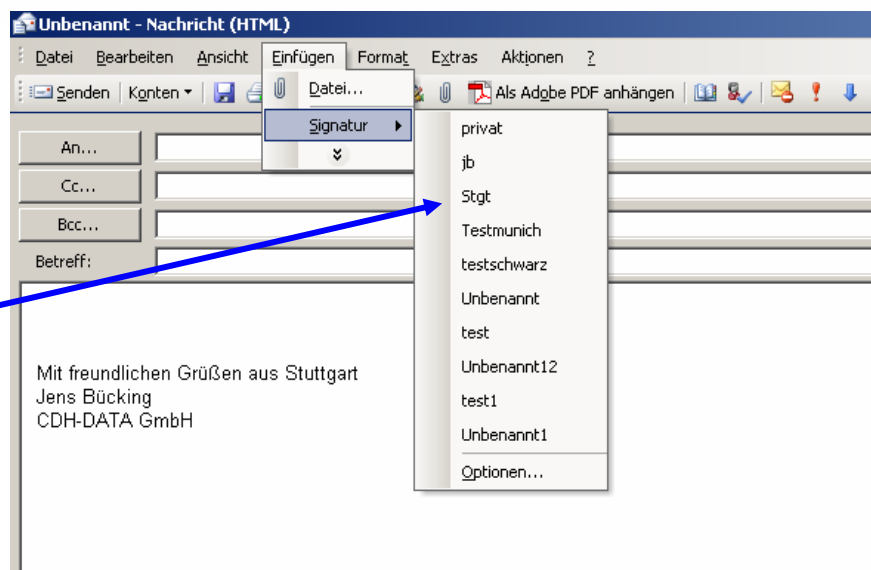 Unbenannt - Nachricht (HTML)
Datei Bearbeiten Ansicht Einfügen Format Extras Aktionen ?
Senden Konten Als Adobe PDF anhängen
Datei...
Signatur
An...
Cc...
Bcc...
Betreff:
privat
jb
Stgt
Testmunich
testschwarz
Unbenannt
test
Unbenannt12
test1
Unbenannt1
Optionen...
Mit freundlichen Grüßen aus Stuttgart
Jens Bücking
CDH-DATA GmbH